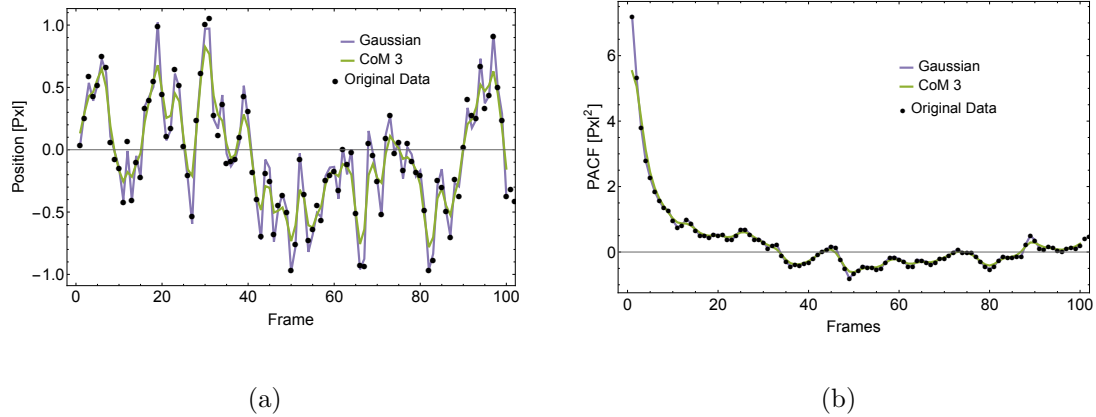 Gaussian
CoM 3
Original Data
Position [Pxl]
1.0
0.5
0.0
-0.5
-1.0
0 20 40 60 80 100
Frame
(a)
Gaussian
CoM 3
Original Data
PACF [Pxl²]
6
4
2
0
0 20 40 60 80 100
Frames
(b)